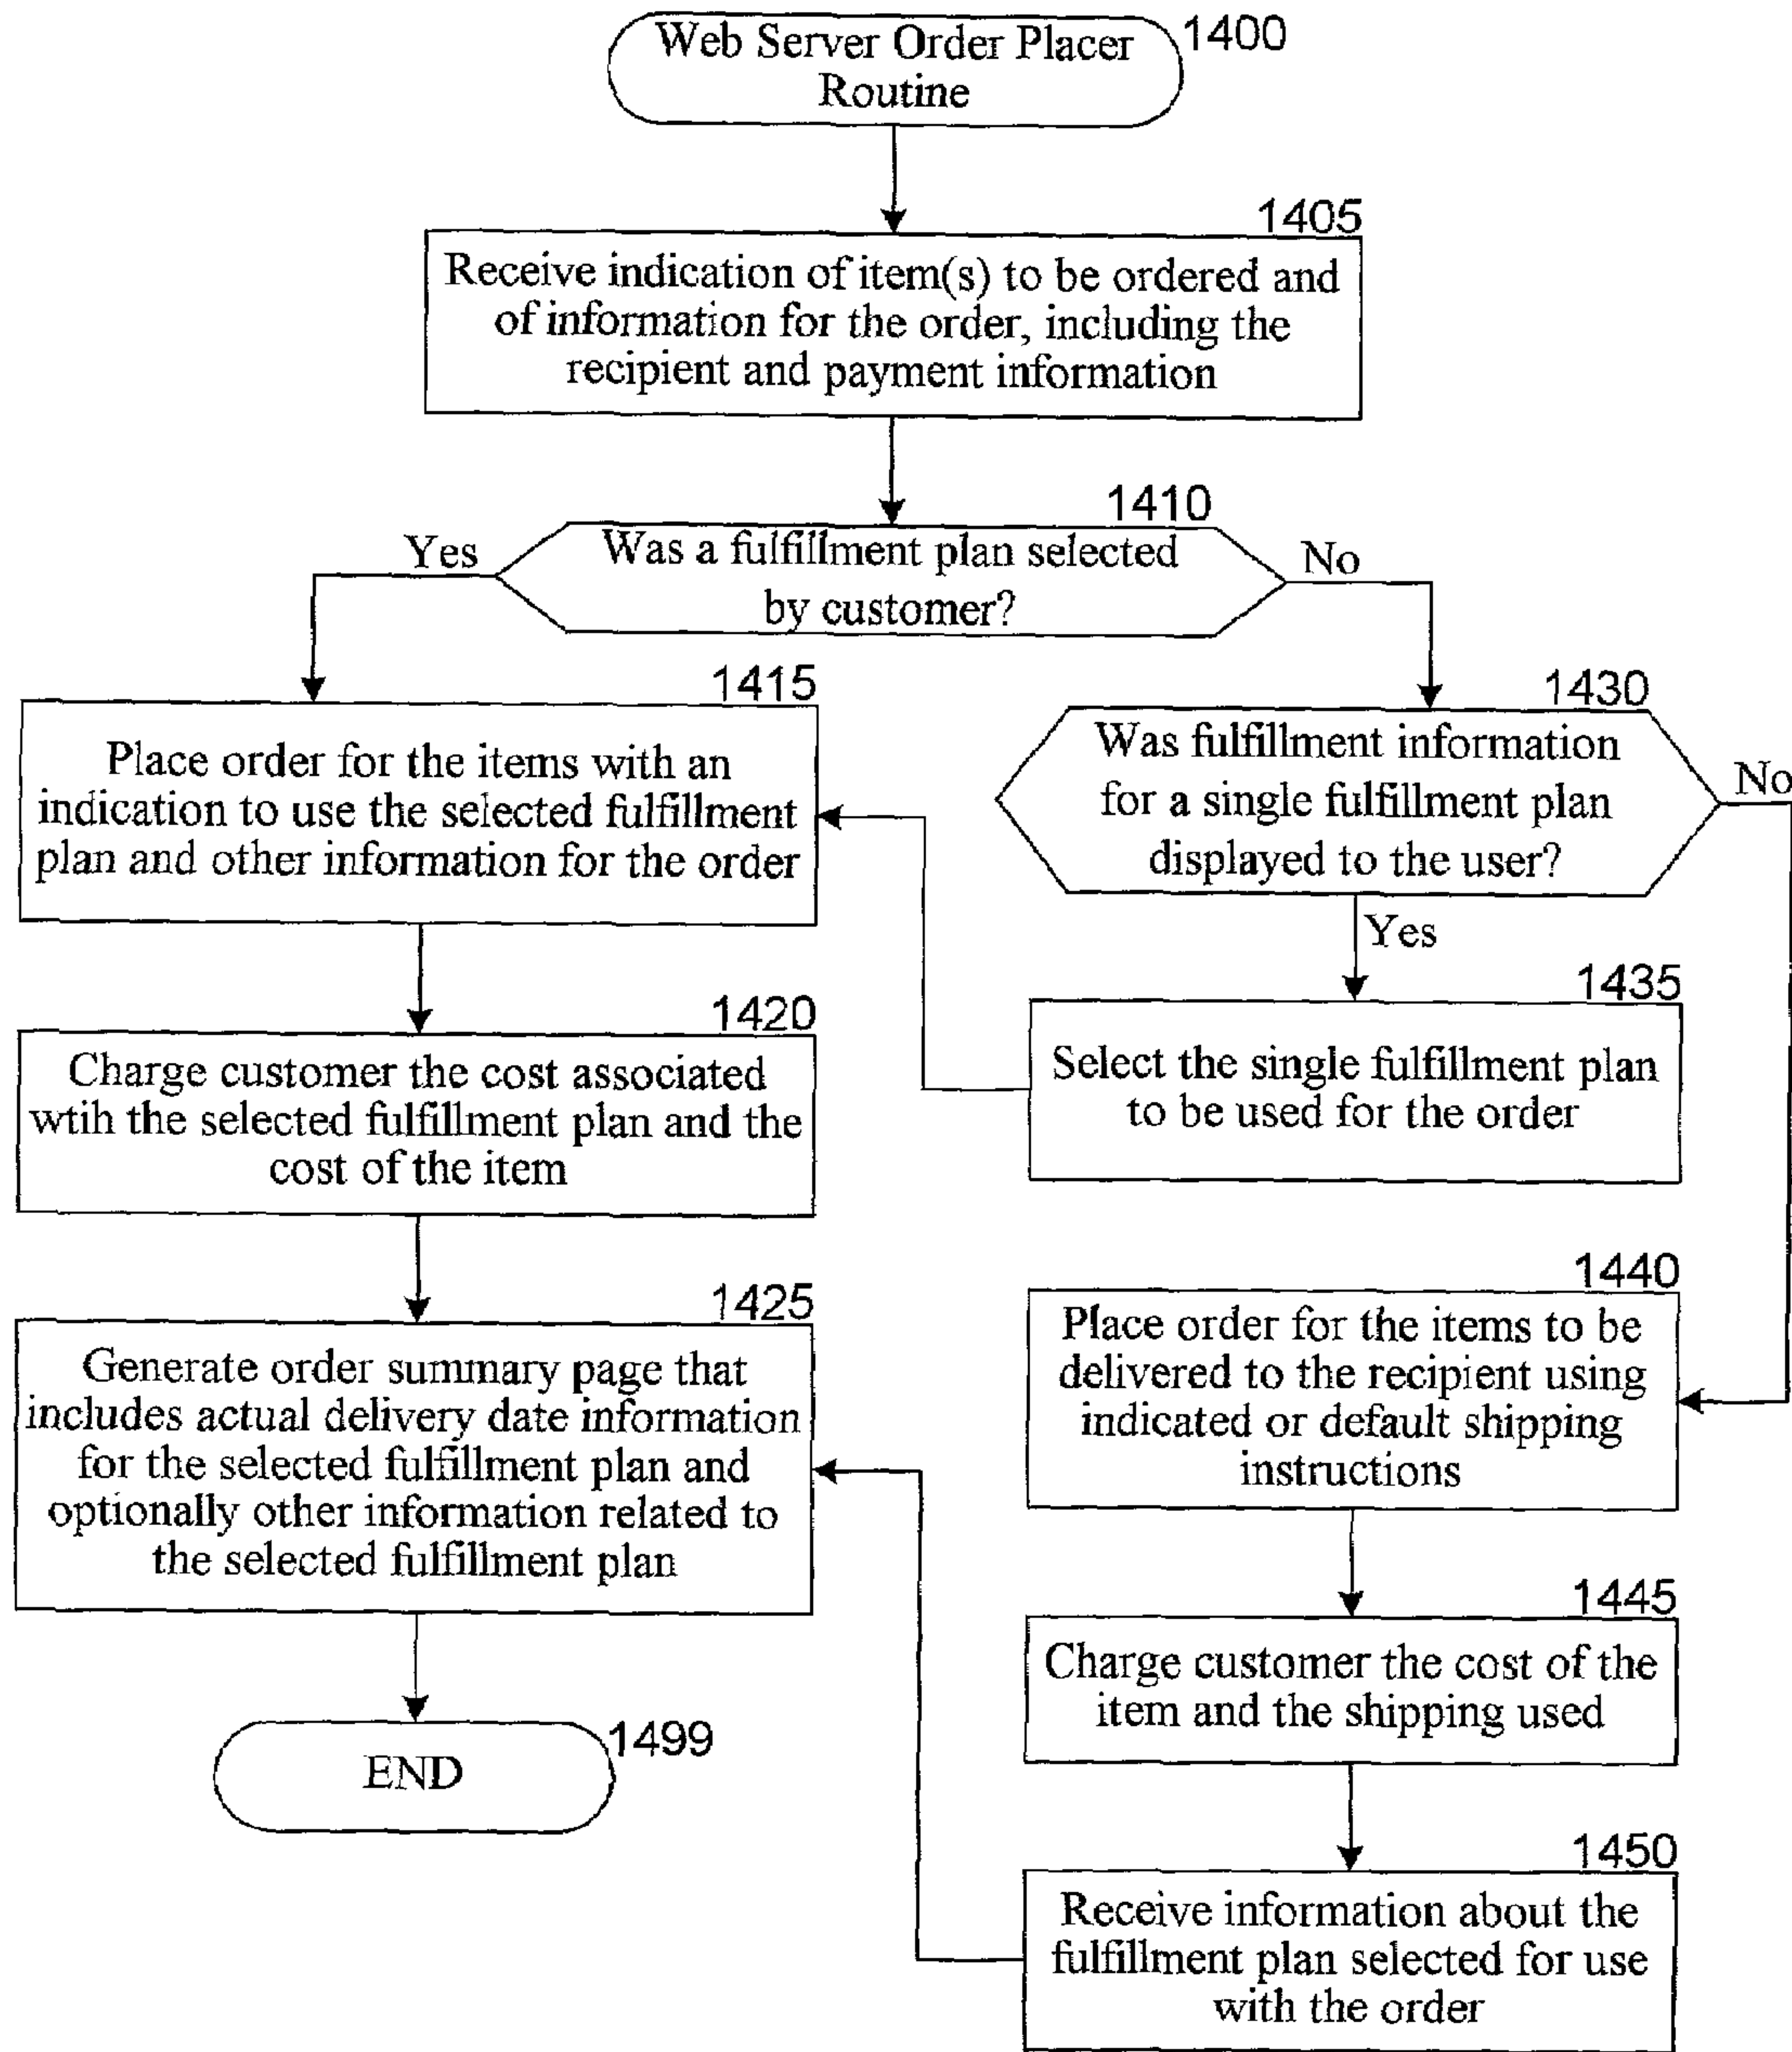 Web Server Order Placer
Routine
1400
1405
Receive indication of item(s) to be ordered and
of information for the order, including the
recipient and payment information
1410
Was a fulfillment plan selected
by customer?
Yes
No
1415
Place order for the items with an
indication to use the selected fulfillment
plan and other information for the order
1430
Was fulfillment information
for a single fulfillment plan
displayed to the user?
No
Yes
1435
Select the single fulfillment plan
to be used for the order
1420
Charge customer the cost associated
wtih the selected fulfillment plan and the
cost of the item
1425
Generate order summary page that
includes actual delivery date information
for the selected fulfillment plan and
optionally other information related to
the selected fulfillment plan
1440
Place order for the items to be
delivered to the recipient using
indicated or default shipping
instructions
1445
Charge customer the cost of the
item and the shipping used
1450
Receive information about the
fulfillment plan selected for use
with the order
END
1499